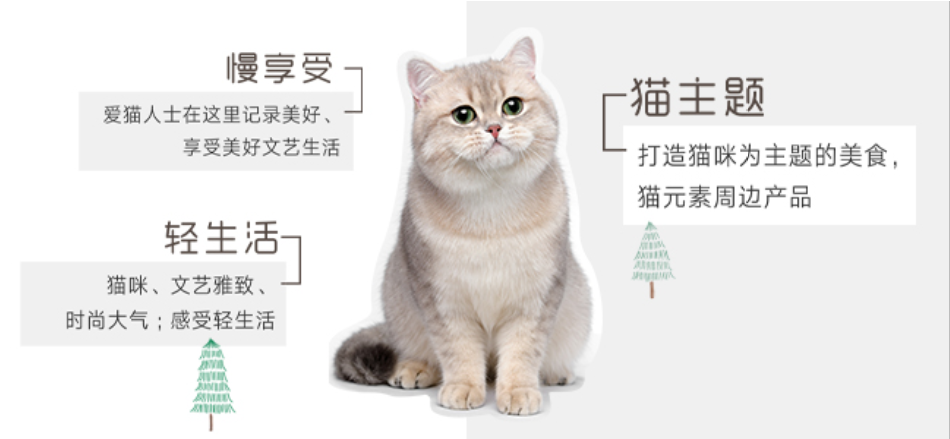 慢享受
爱猫人士在这里记录美好、
享受美好文艺生活
轻生活
猫咪、文艺雅致、
时尚大气；感受轻生活
猫主题
打造猫咪为主题的美食，
猫元素周边产品